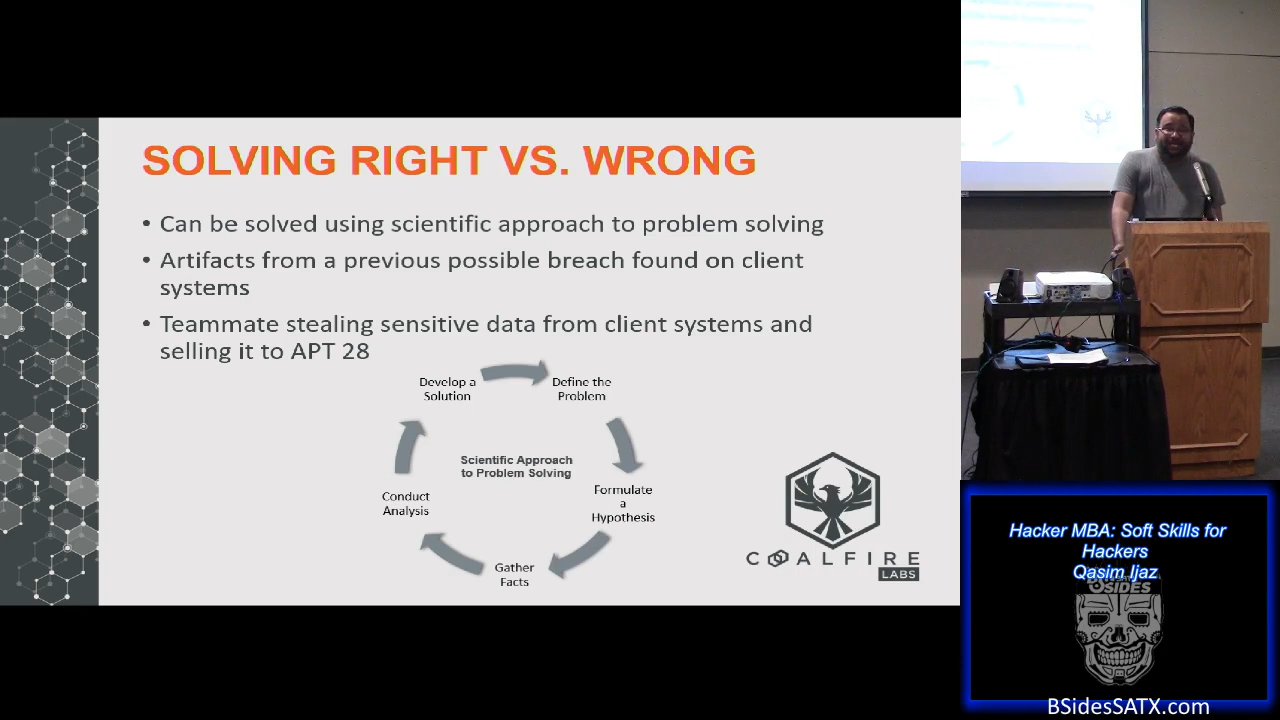 SOLVING RIGHT VS. WRONG
• Can be solved using scientific approach to problem solving
• Artifacts from a previous possible breach found on client
systems
• Teammate stealing sensitive data from client systems and
selling it to APT 28
Develop a
Solution
Define the
Problem
Scientific Approach
to Problem Solving
Conduct
Analysis
Formulate
a
Hypothesis
Gather
Facts
COALFIRE
LABS
Hacker MBA: Soft Skills for
Hackers
Qasim Ijaz
BSIDES
BSidesSATX.com